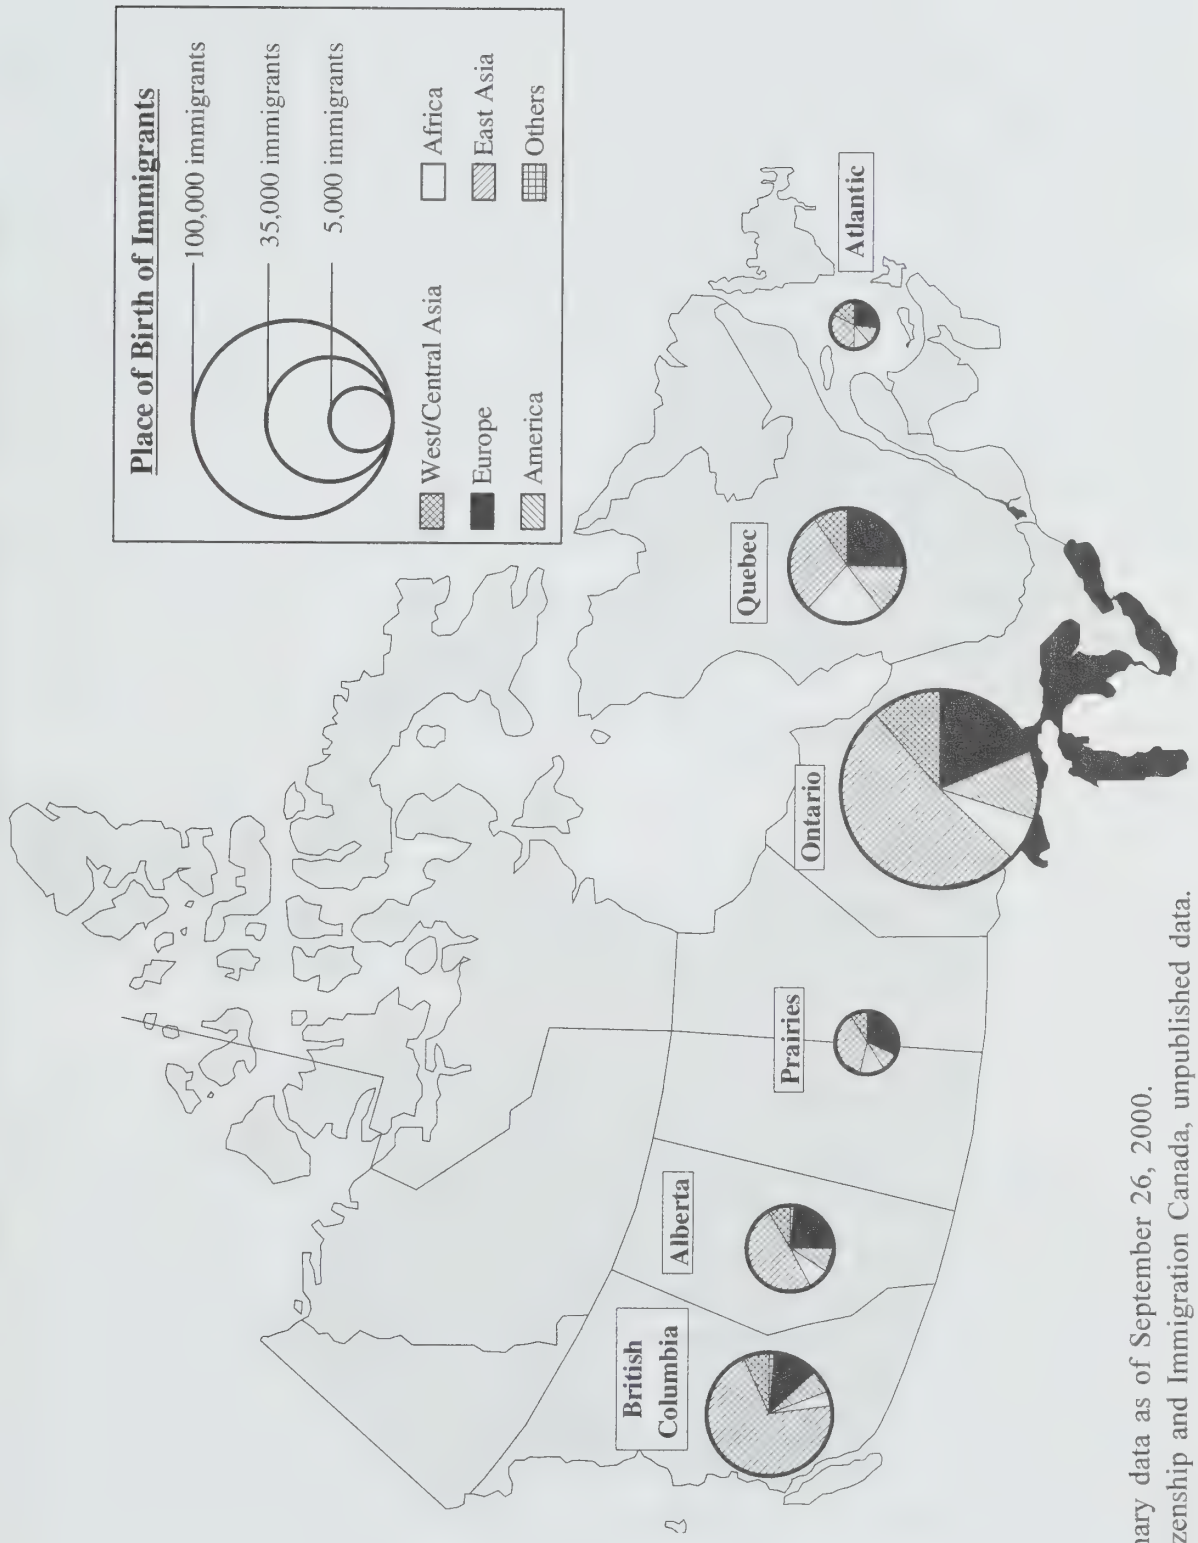 Place of Birth of Immigrants
100,000 immigrants
35,000 immigrants
5,000 immigrants
West/Central Asia
Africa
Europe
East Asia
America
Others
British
Columbia
Alberta
Prairies
Ontario
Quebec
Atlantic
data as of September 26, 2000.
and Immigration Canada, unpublished data.